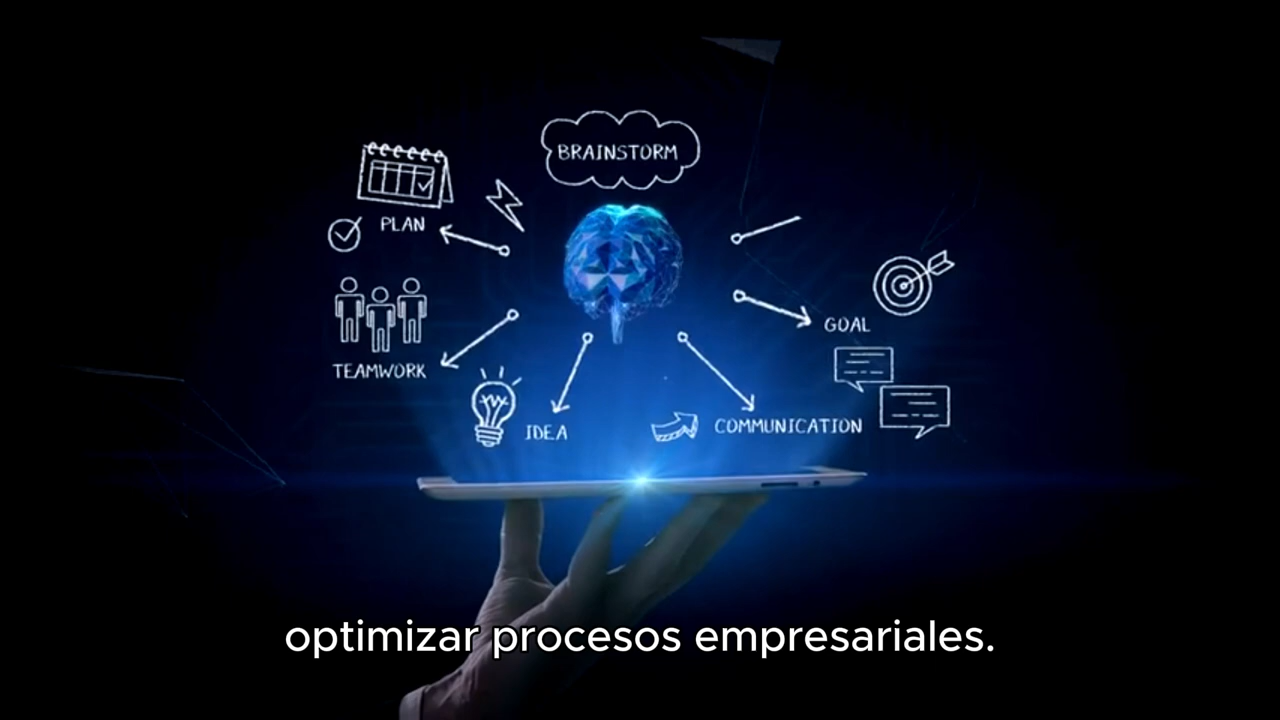 BRAINSTORM
PLAN
GOAL
TEAMWORK
IDEA
COMMUNICATION
optimizar procesos empresariales.